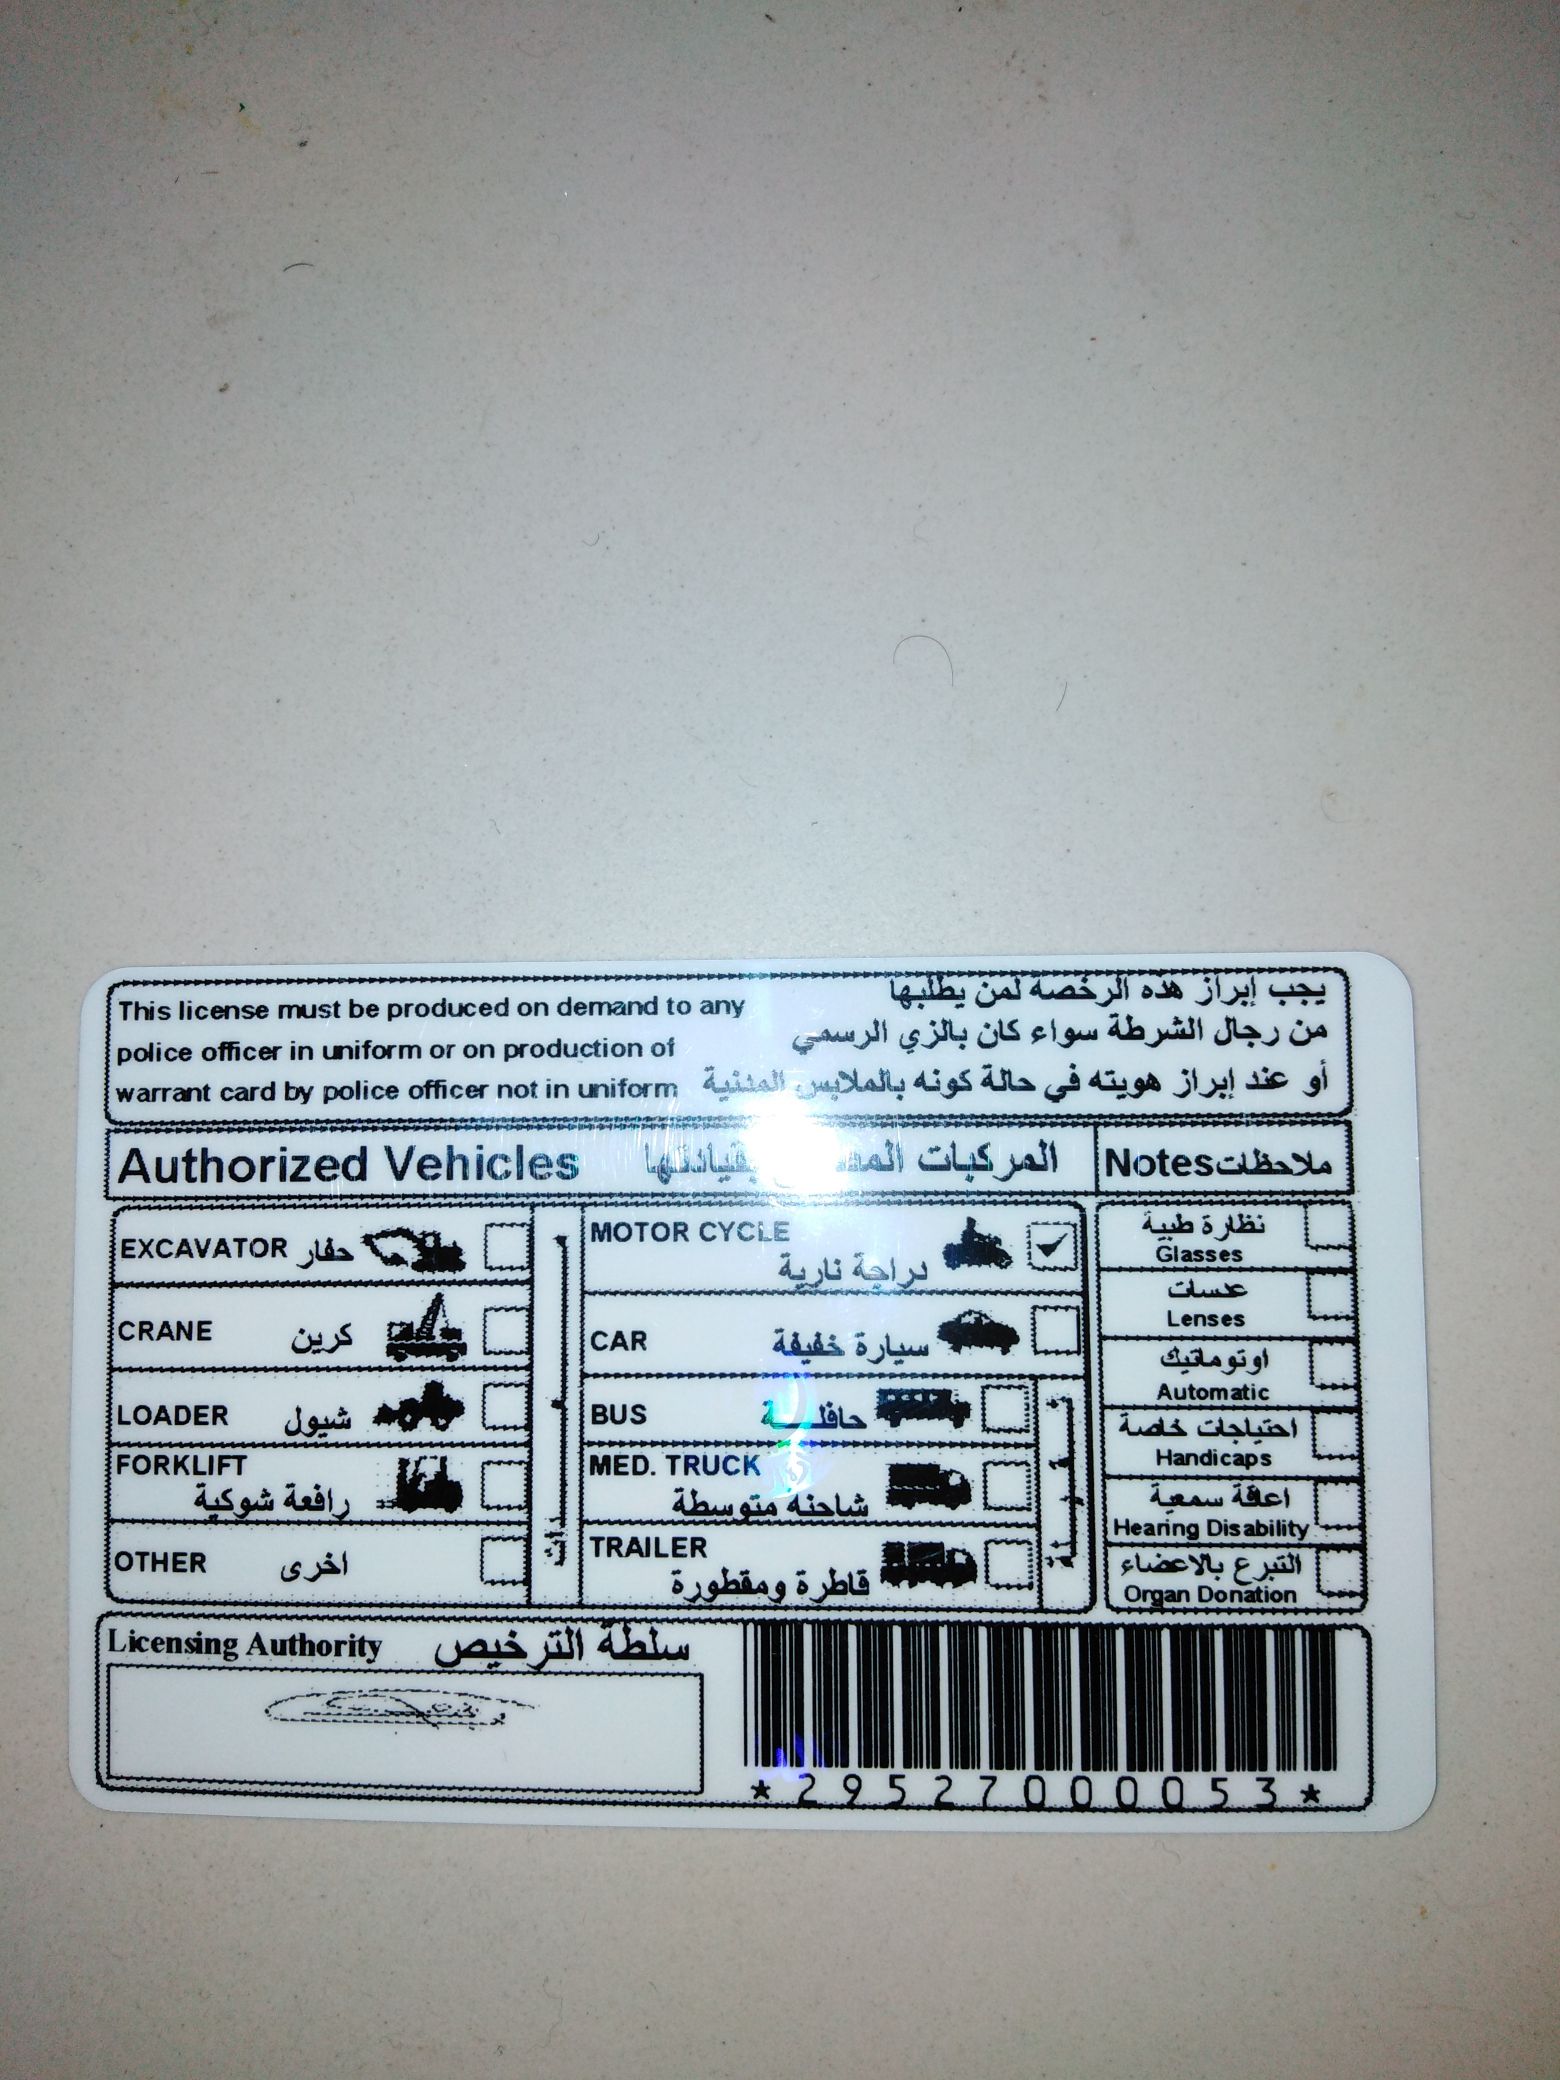 This license must be produced on demand to any
police officer in uniform or on production of
warrant card by police officer not in uniform
يجب إبراز هذه الرخصة لمن يطلبها
من رجال الشرطة سواء كان بالزي الرسمي
أو عند إبراز هويته في حالة كونه بالملابس المدنية
Authorized Vehicles
المركبات بقيادتها
Notes ملاحظات
EXCAVATOR حفار
CRANE كرين
LOADER شيول
FORKLIFT
رافعة شوكية
OTHER اخرى
MOTOR CYCLE
دراجة نارية
CAR سيارة خفيفة
BUS حافلـــة
MED. TRUCK
شاحنه متوسطة
TRAILER
قاطرة ومقطورة
نظارة طبية
Glasses
عدسات
Lenses
اوتوماتيك
Automatic
احتياجات خاصة
Handicaps
اعاقة سمعية
Hearing Disability
التبرع بالاعضاء
Organ Donation
Licensing Authority سلطة الترخيص
*29527000053*